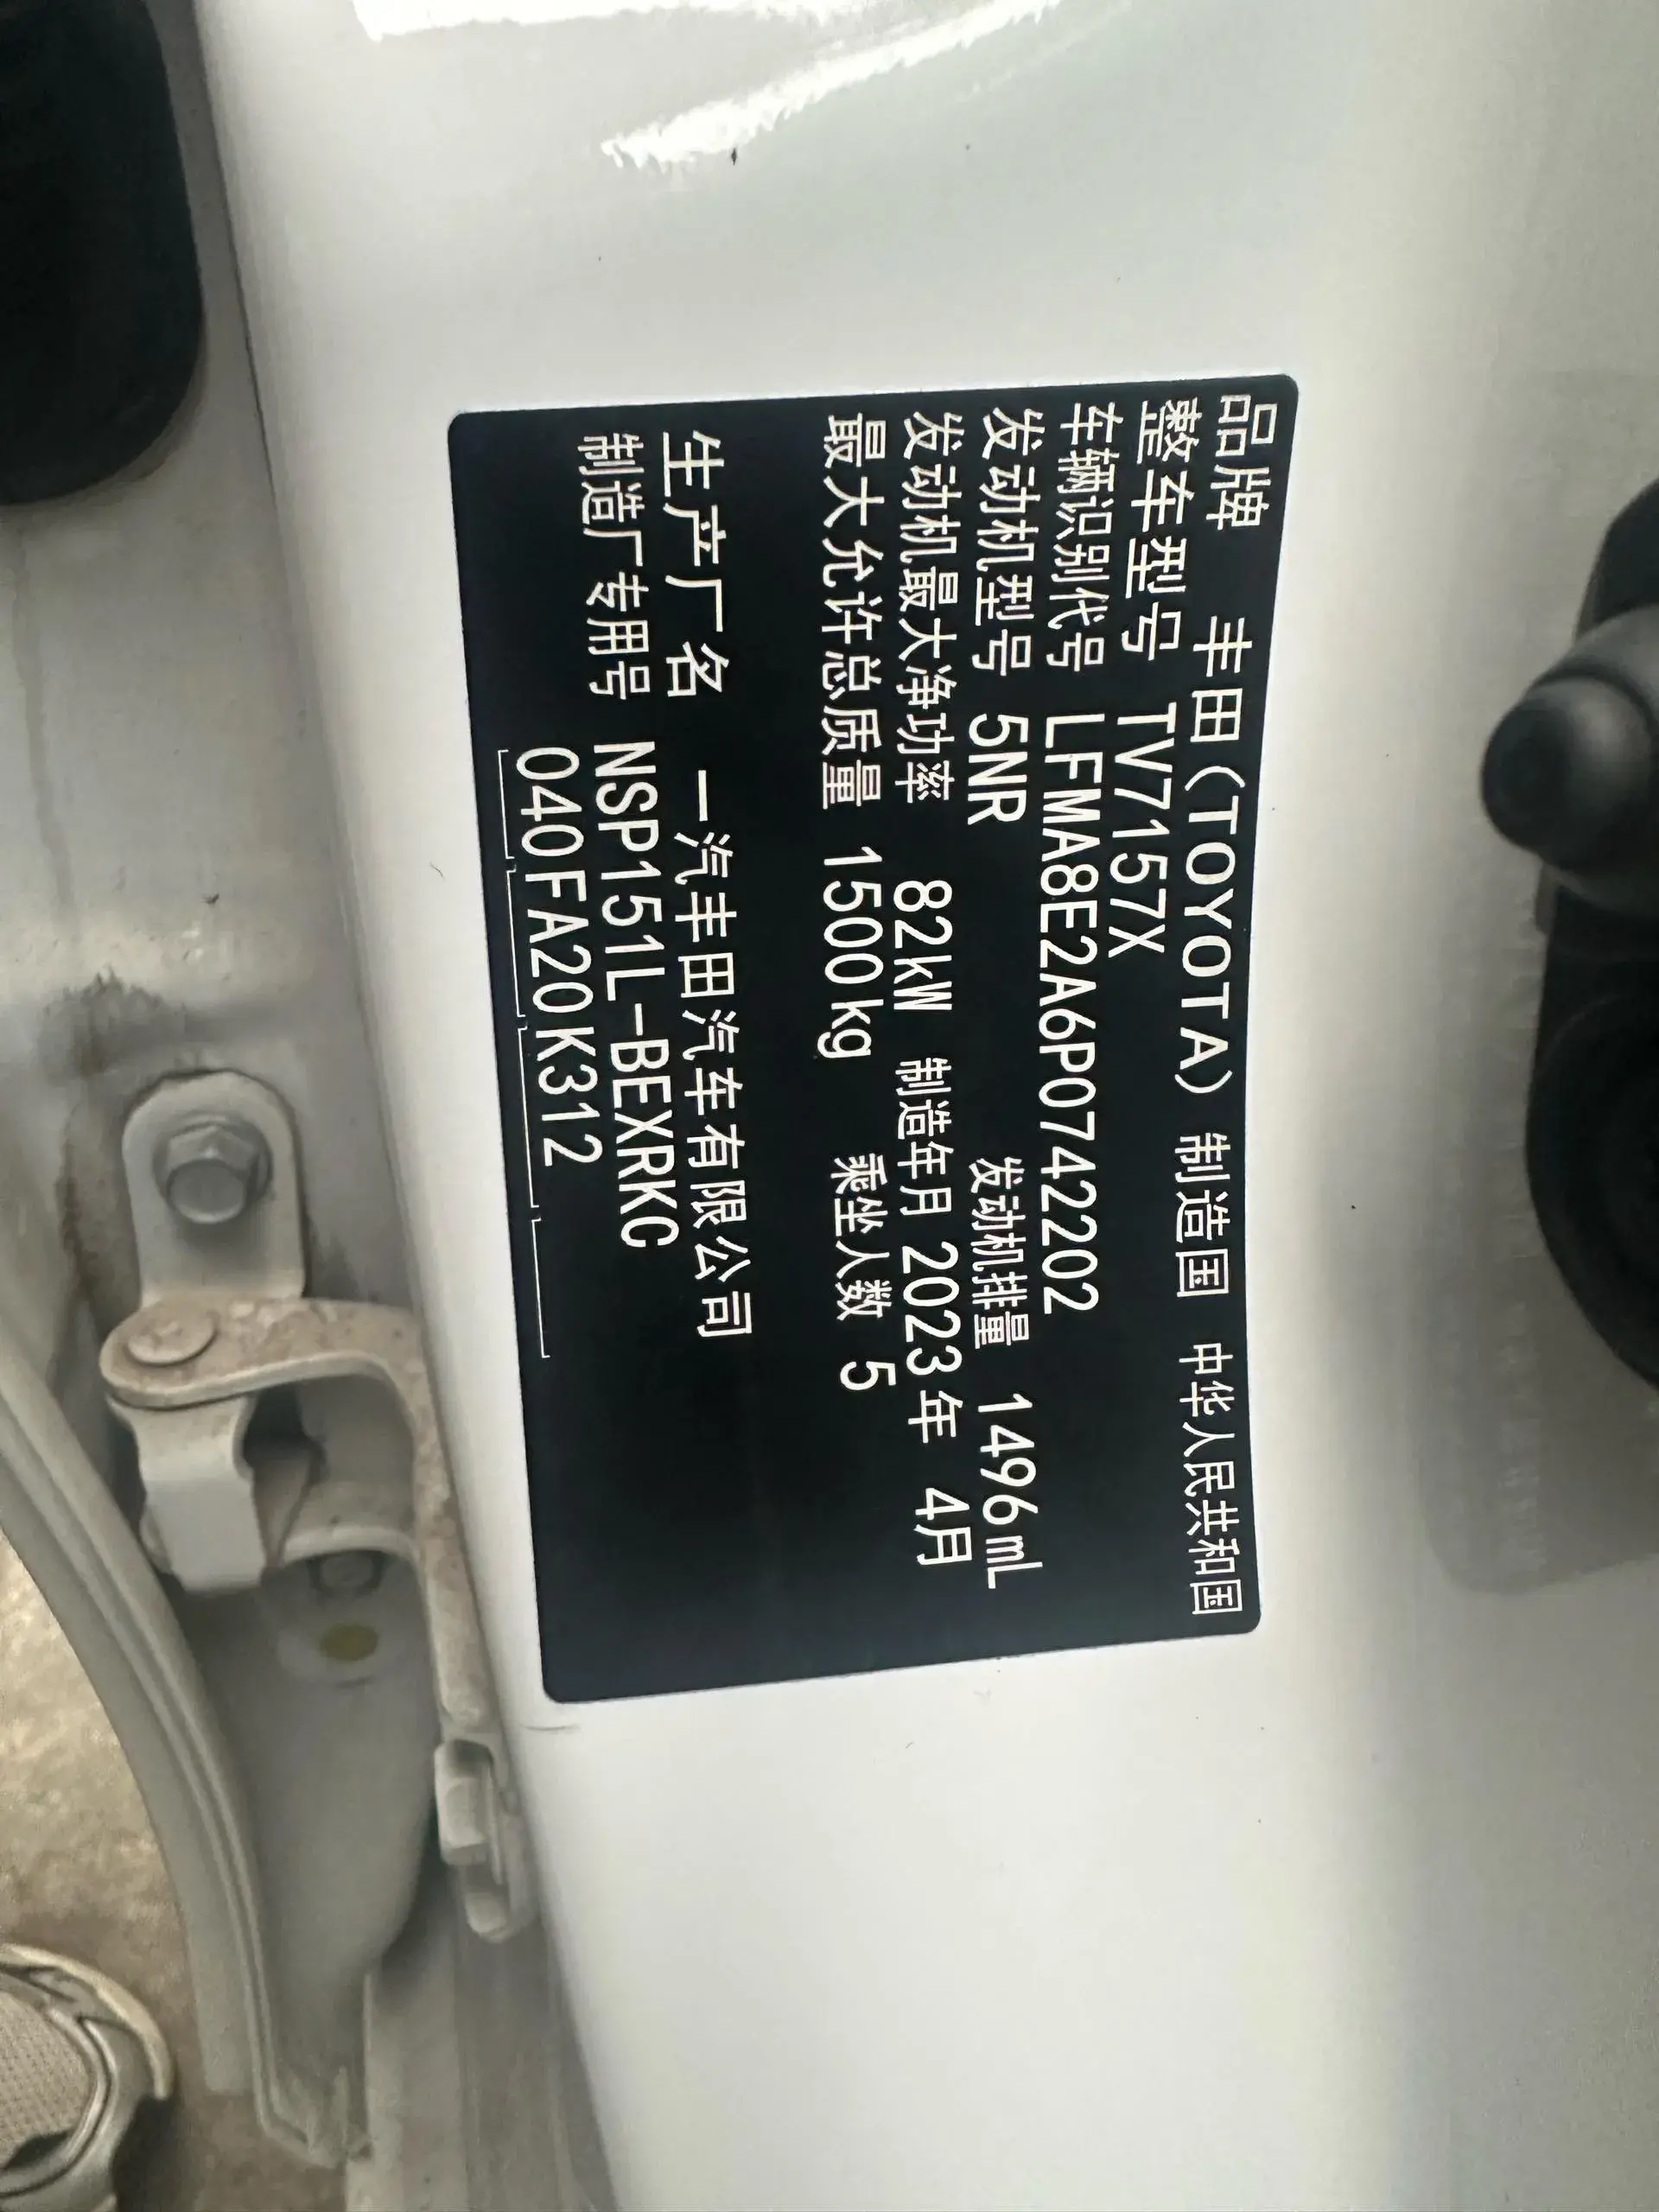 品牌 丰田(TOYOTA) 制造国 中华人民共和国
整车型号 TV7157X
车辆识别代号 LFMA8E2A6P0742202
发动机型号 5NR 发动机排量 1496mL
发动机最大净功率 82kW 制造年月 2023年 4月
最大允许总质量 1500kg 乘坐人数 5
生产厂名 一汽丰田汽车有限公司
制造厂专用号 NSP151L-BEXRKC
040FA20K312